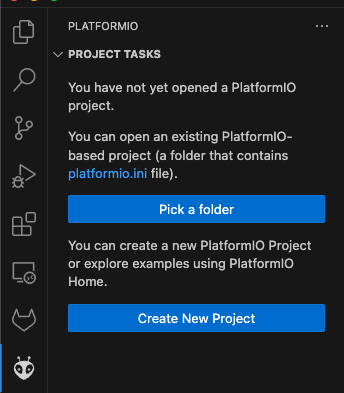 PLATFORMIO
PROJECT TASKS
You have not yet opened a PlatformIO
project.
You can open an existing PlatformIO-
based project (a folder that contains
platformio.ini file).
Pick a folder
You can create a new PlatformIO Project
or explore examples using PlatformIO
Home.
Create New Project